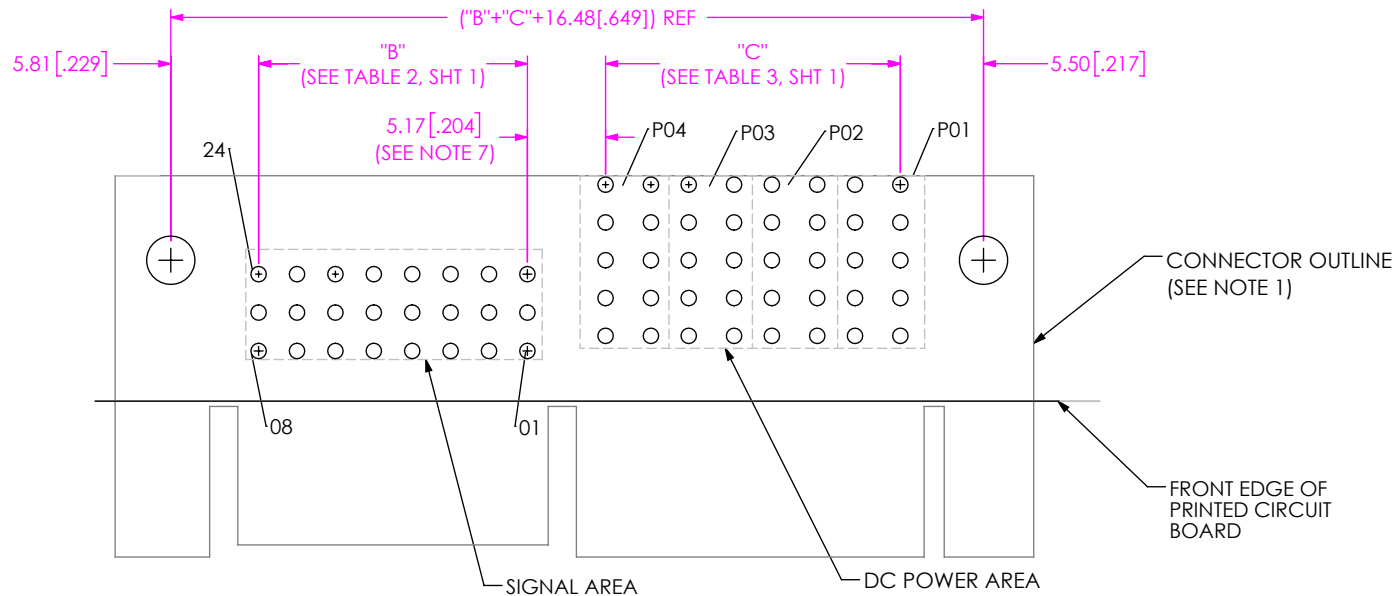 ("B"+"C"+16.48[.649]) REF
5.81[.229]
"B"
(SEE TABLE 2, SHT 1)
"C"
(SEE TABLE 3, SHT 1)
5.50[.217]
5.17[.204]
(SEE NOTE 7)
24
P04
P03
P02
P01
CONNECTOR OUTLINE
(SEE NOTE 1)
08
01
FRONT EDGE OF
PRINTED CIRCUIT
BOARD
SIGNAL AREA
DC POWER AREA